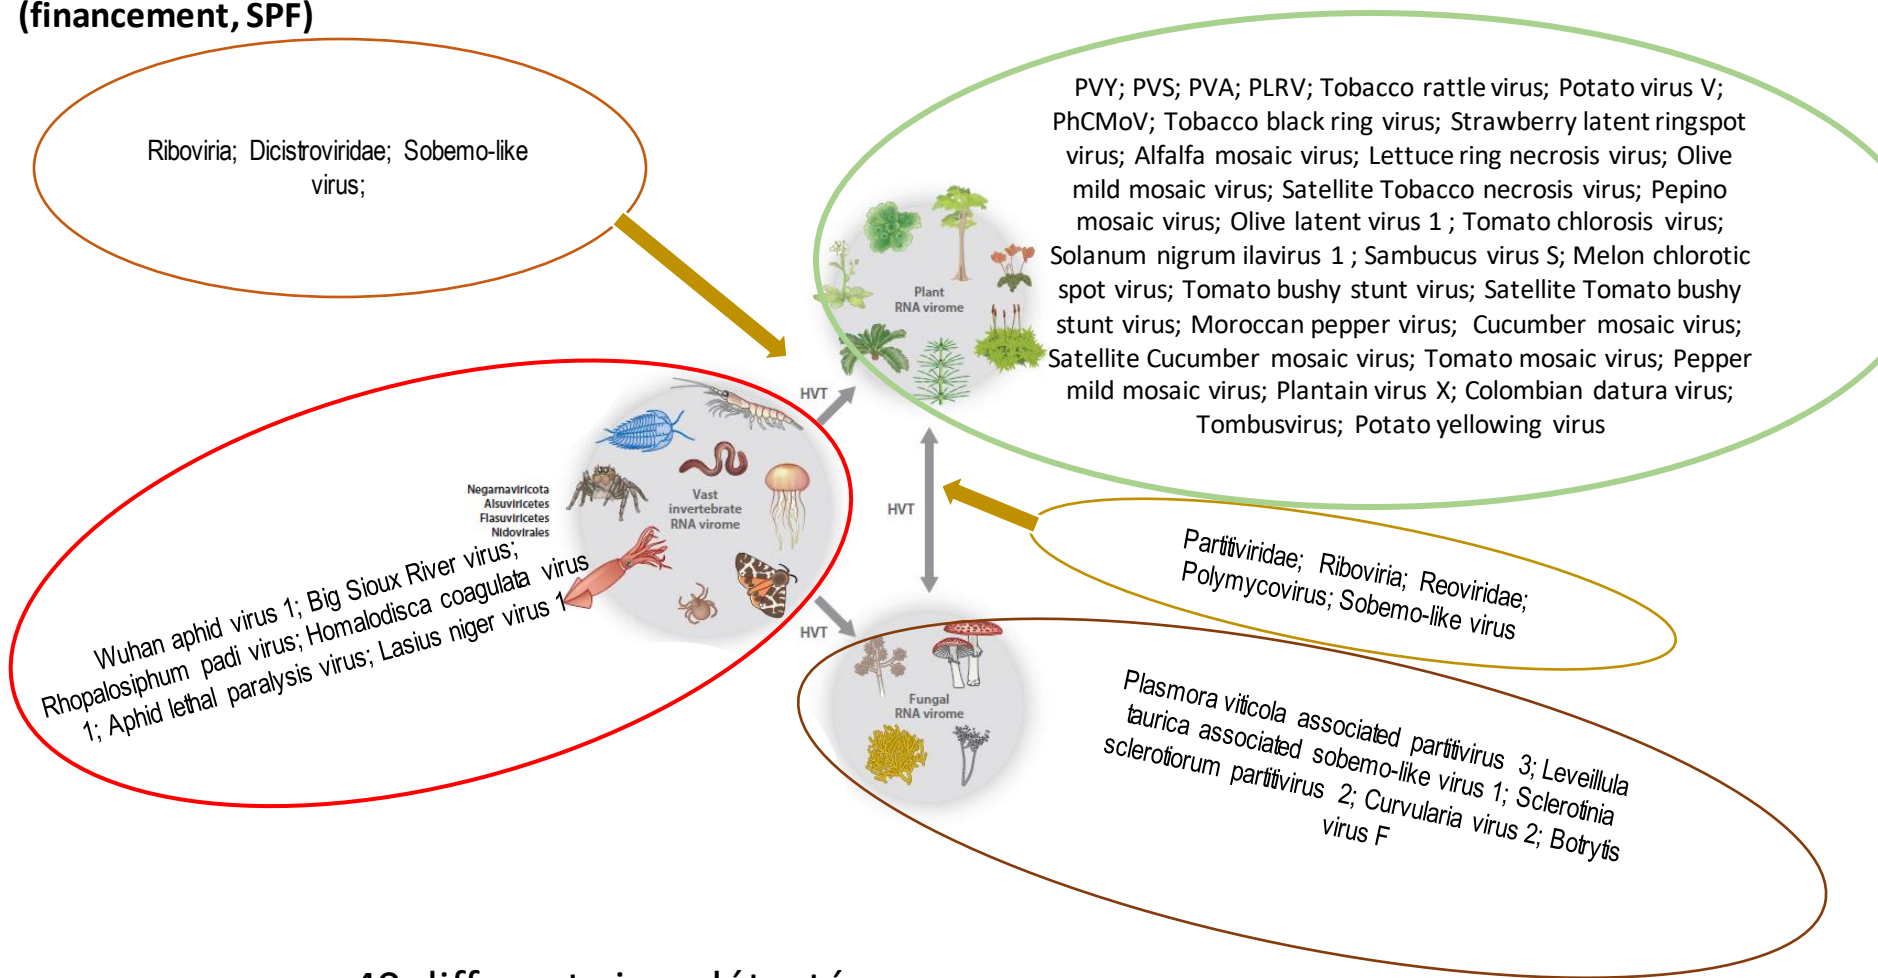 (financement, SPF)
Riboviria; Dicistroviridae; Sobemo-like
virus;
PVY; PVS; PVA; PLRV; Tobacco rattle virus; Potato virus V;
PhCMoV; Tobacco black ring virus; Strawberry latent ringspot
virus; Alfalfa mosaic virus; Lettuce ring necrosis virus; Olive
mild mosaic virus; Satellite Tobacco necrosis virus; Pepino
mosaic virus; Olive latent virus 1 ; Tomato chlorosis virus;
Solanum nigrum ilavirus 1 ; Sambucus virus S; Melon chlorotic
spot virus; Tomato bushy stunt virus; Satellite Tomato bushy
stunt virus; Moroccan pepper virus; Cucumber mosaic virus;
Satellite Cucumber mosaic virus; Tomato mosaic virus; Pepper
mild mosaic virus; Plantain virus X; Colombian datura virus;
Tombusvirus; Potato yellowing virus
Plant
RNA virome
HVT
Negarnaviricota
Alsuviricetes
Flasuviricetes
Nidovirales
Vast
invertebrate
RNA virome
HVT
Wuhan aphid virus 1; Big Sioux River virus;
Rhopalosiphum padi virus; Homalodisca coagulata virus
1; Aphid lethal paralysis virus; Lasius niger virus 1
Partitiviridae; Riboviria; Reoviridae;
Polymycovirus; Sobemo-like virus
HVT
Fungal
RNA virome
Plasmora viticola associated partitivirus 3; Leveillula
taurica associated sobemo-like virus 1; Sclerotinia
sclerotiorum partitivirus 2; Curvularia virus 2; Botrytis
virus F